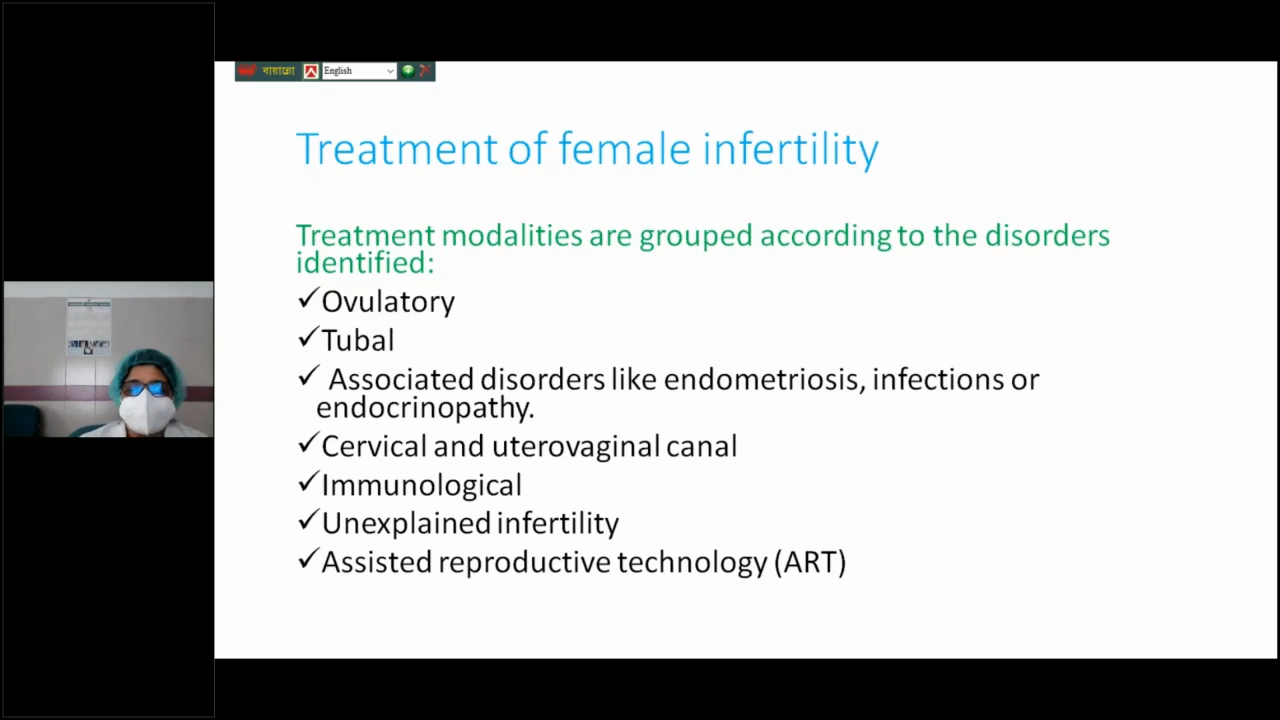 বায়ান্নো English
Treatment of female infertility
Treatment modalities are grouped according to the disorders
identified:
✓Ovulatory
✓Tubal
✓ Associated disorders like endometriosis, infections or
endocrinopathy.
✓Cervical and uterovaginal canal
✓Immunological
✓Unexplained infertility
✓Assisted reproductive technology (ART)